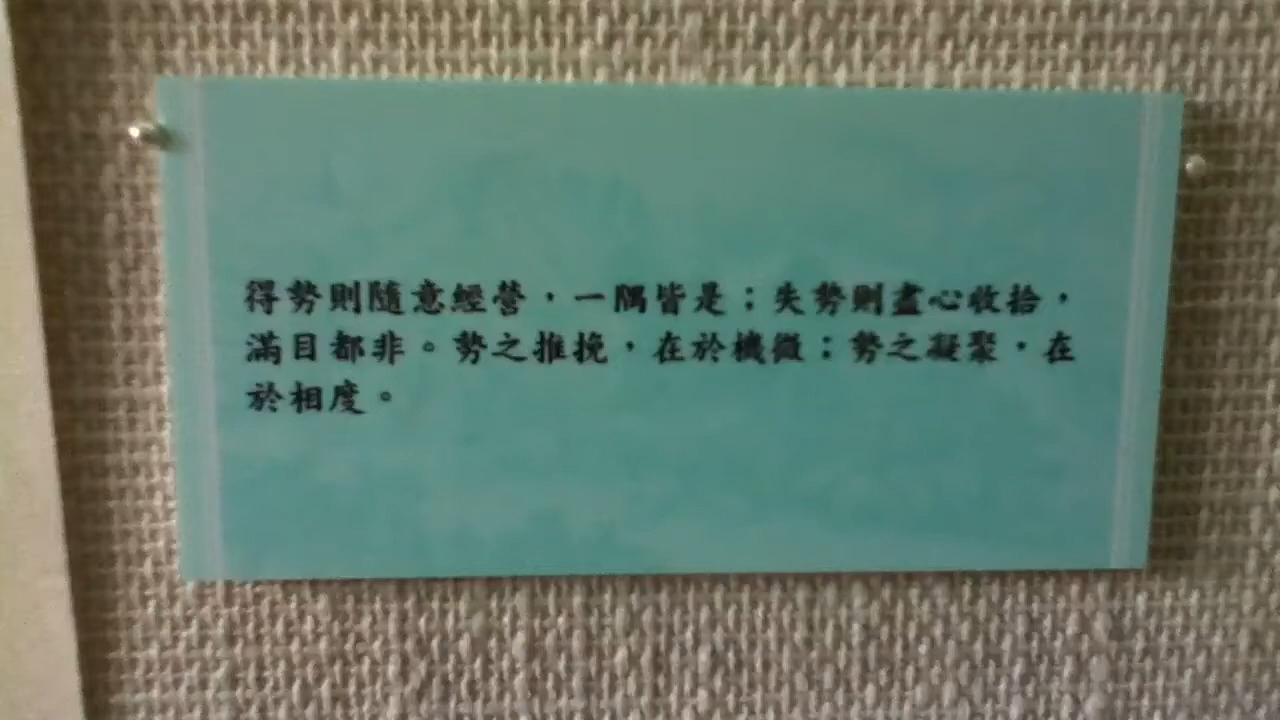 得勢則隨意經營，一隅皆是；失勢則盡心收拾，
滿目都非。勢之推挽，在於機微；勢之凝聚，在
於相度。